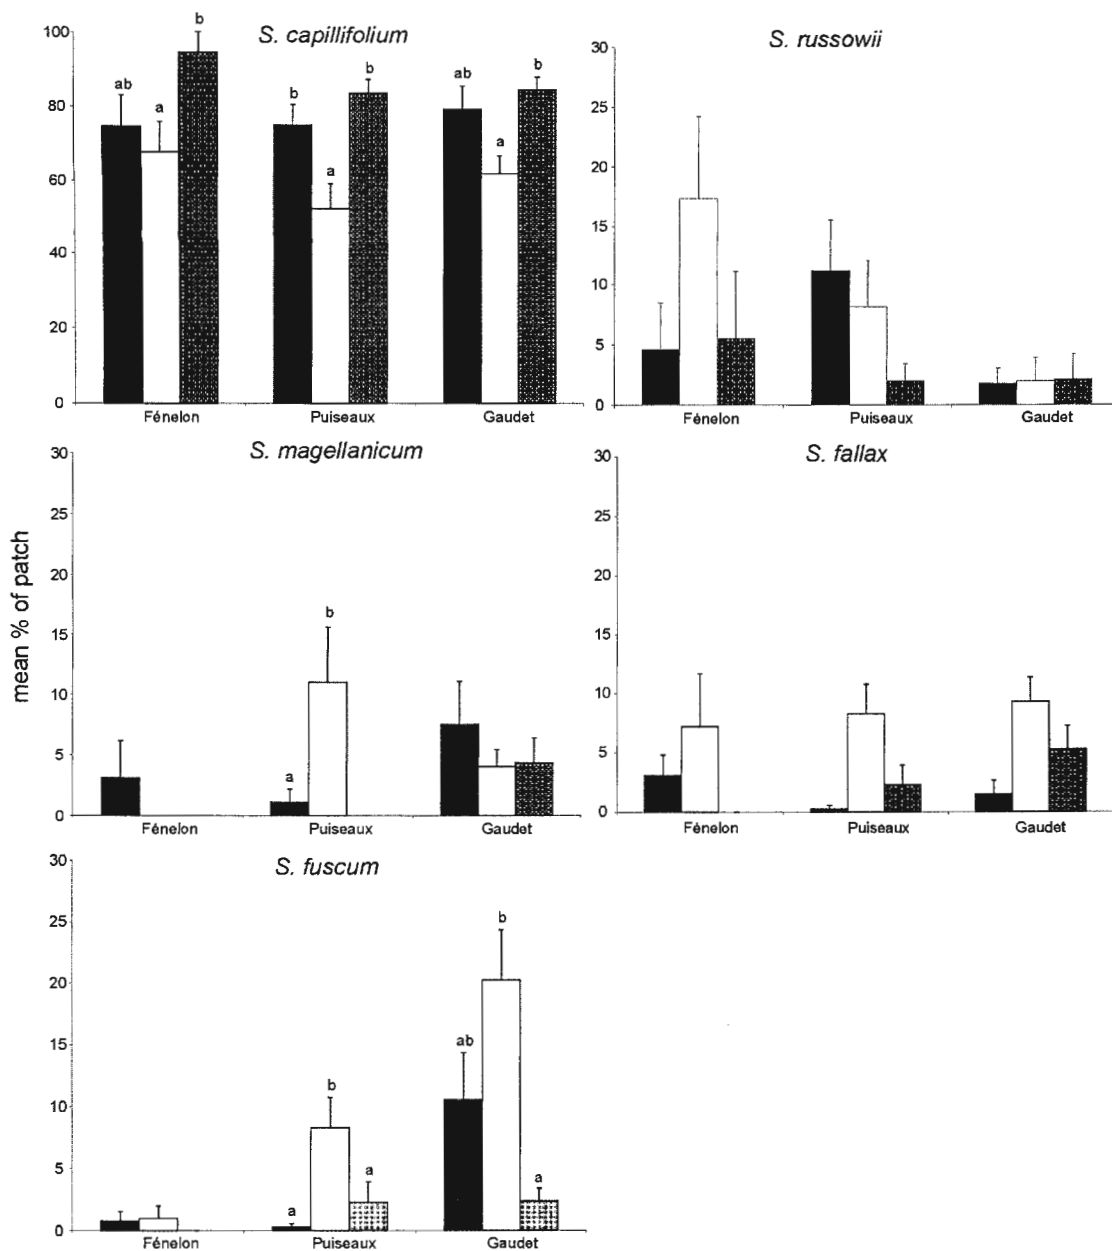 S. capillifolium
100
80
60
40
20
0
ab
a
b
b
a
b
ab
a
b
Fénelon Puiseaux Gaudet
S. russowii
30
25
20
15
10
5
0
Fénelon Puiseaux Gaudet
mean % of patch
S. magellanicum
30
25
20
15
10
5
0
a
b
Fénelon Puiseaux Gaudet
S. fallax
30
25
20
15
10
5
0
Fénelon Puiseaux Gaudet
S. fuscum
30
25
20
15
10
5
0
a
b
a
ab
b
a
Fénelon Puiseaux Gaudet